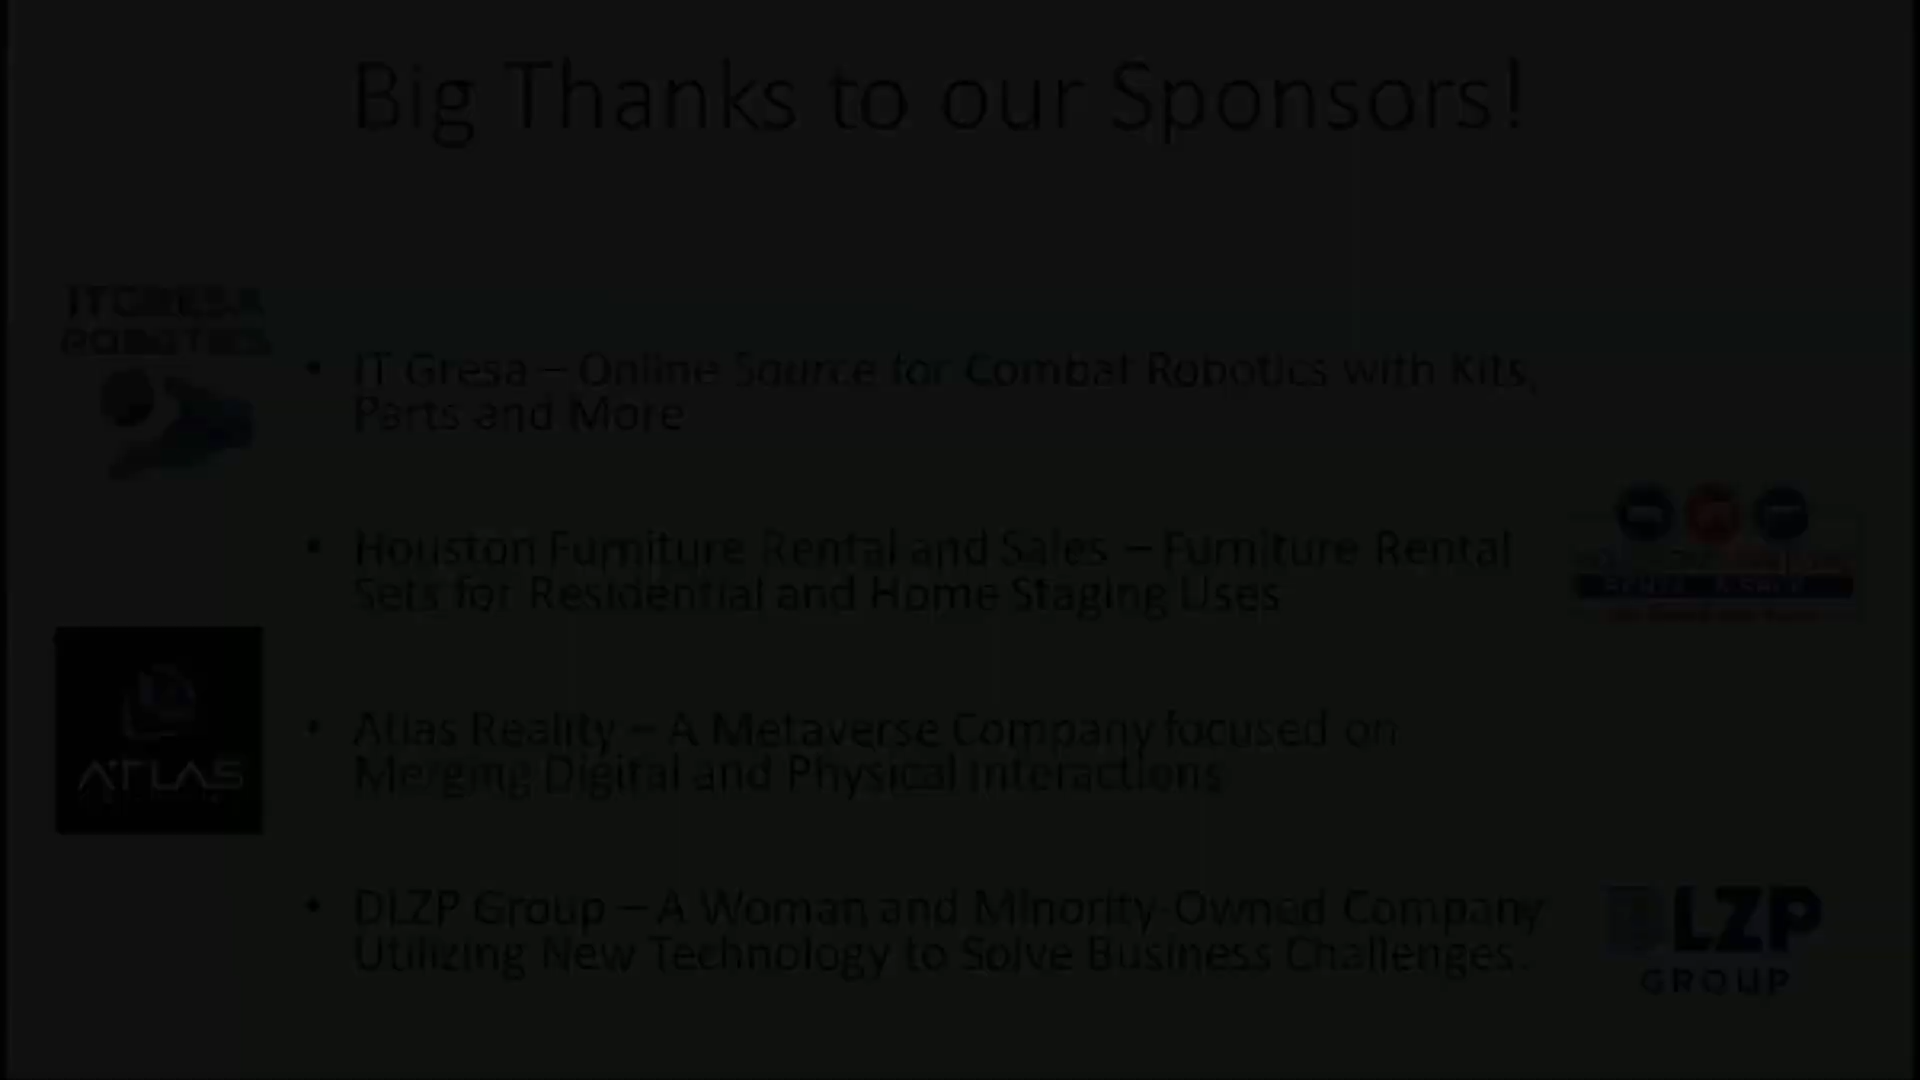 Big Thanks to our Sponsors!
ITGRESA
ROBOTICS
• IT Gresa – Online Source for Combat Robotics with Kits,
Parts and More
• Houston Furniture Rental and Sales – Furniture Rental
Sets for Residential and Home Staging Uses
• Atlas Reality – A Metaverse Company focused on
Merging Digital and Physical Interactions
ATLAS
• DLZP Group – A Woman and Minority-Owned Company
Utilizing New Technology to Solve Business Challenges.
DLZP
GROUP